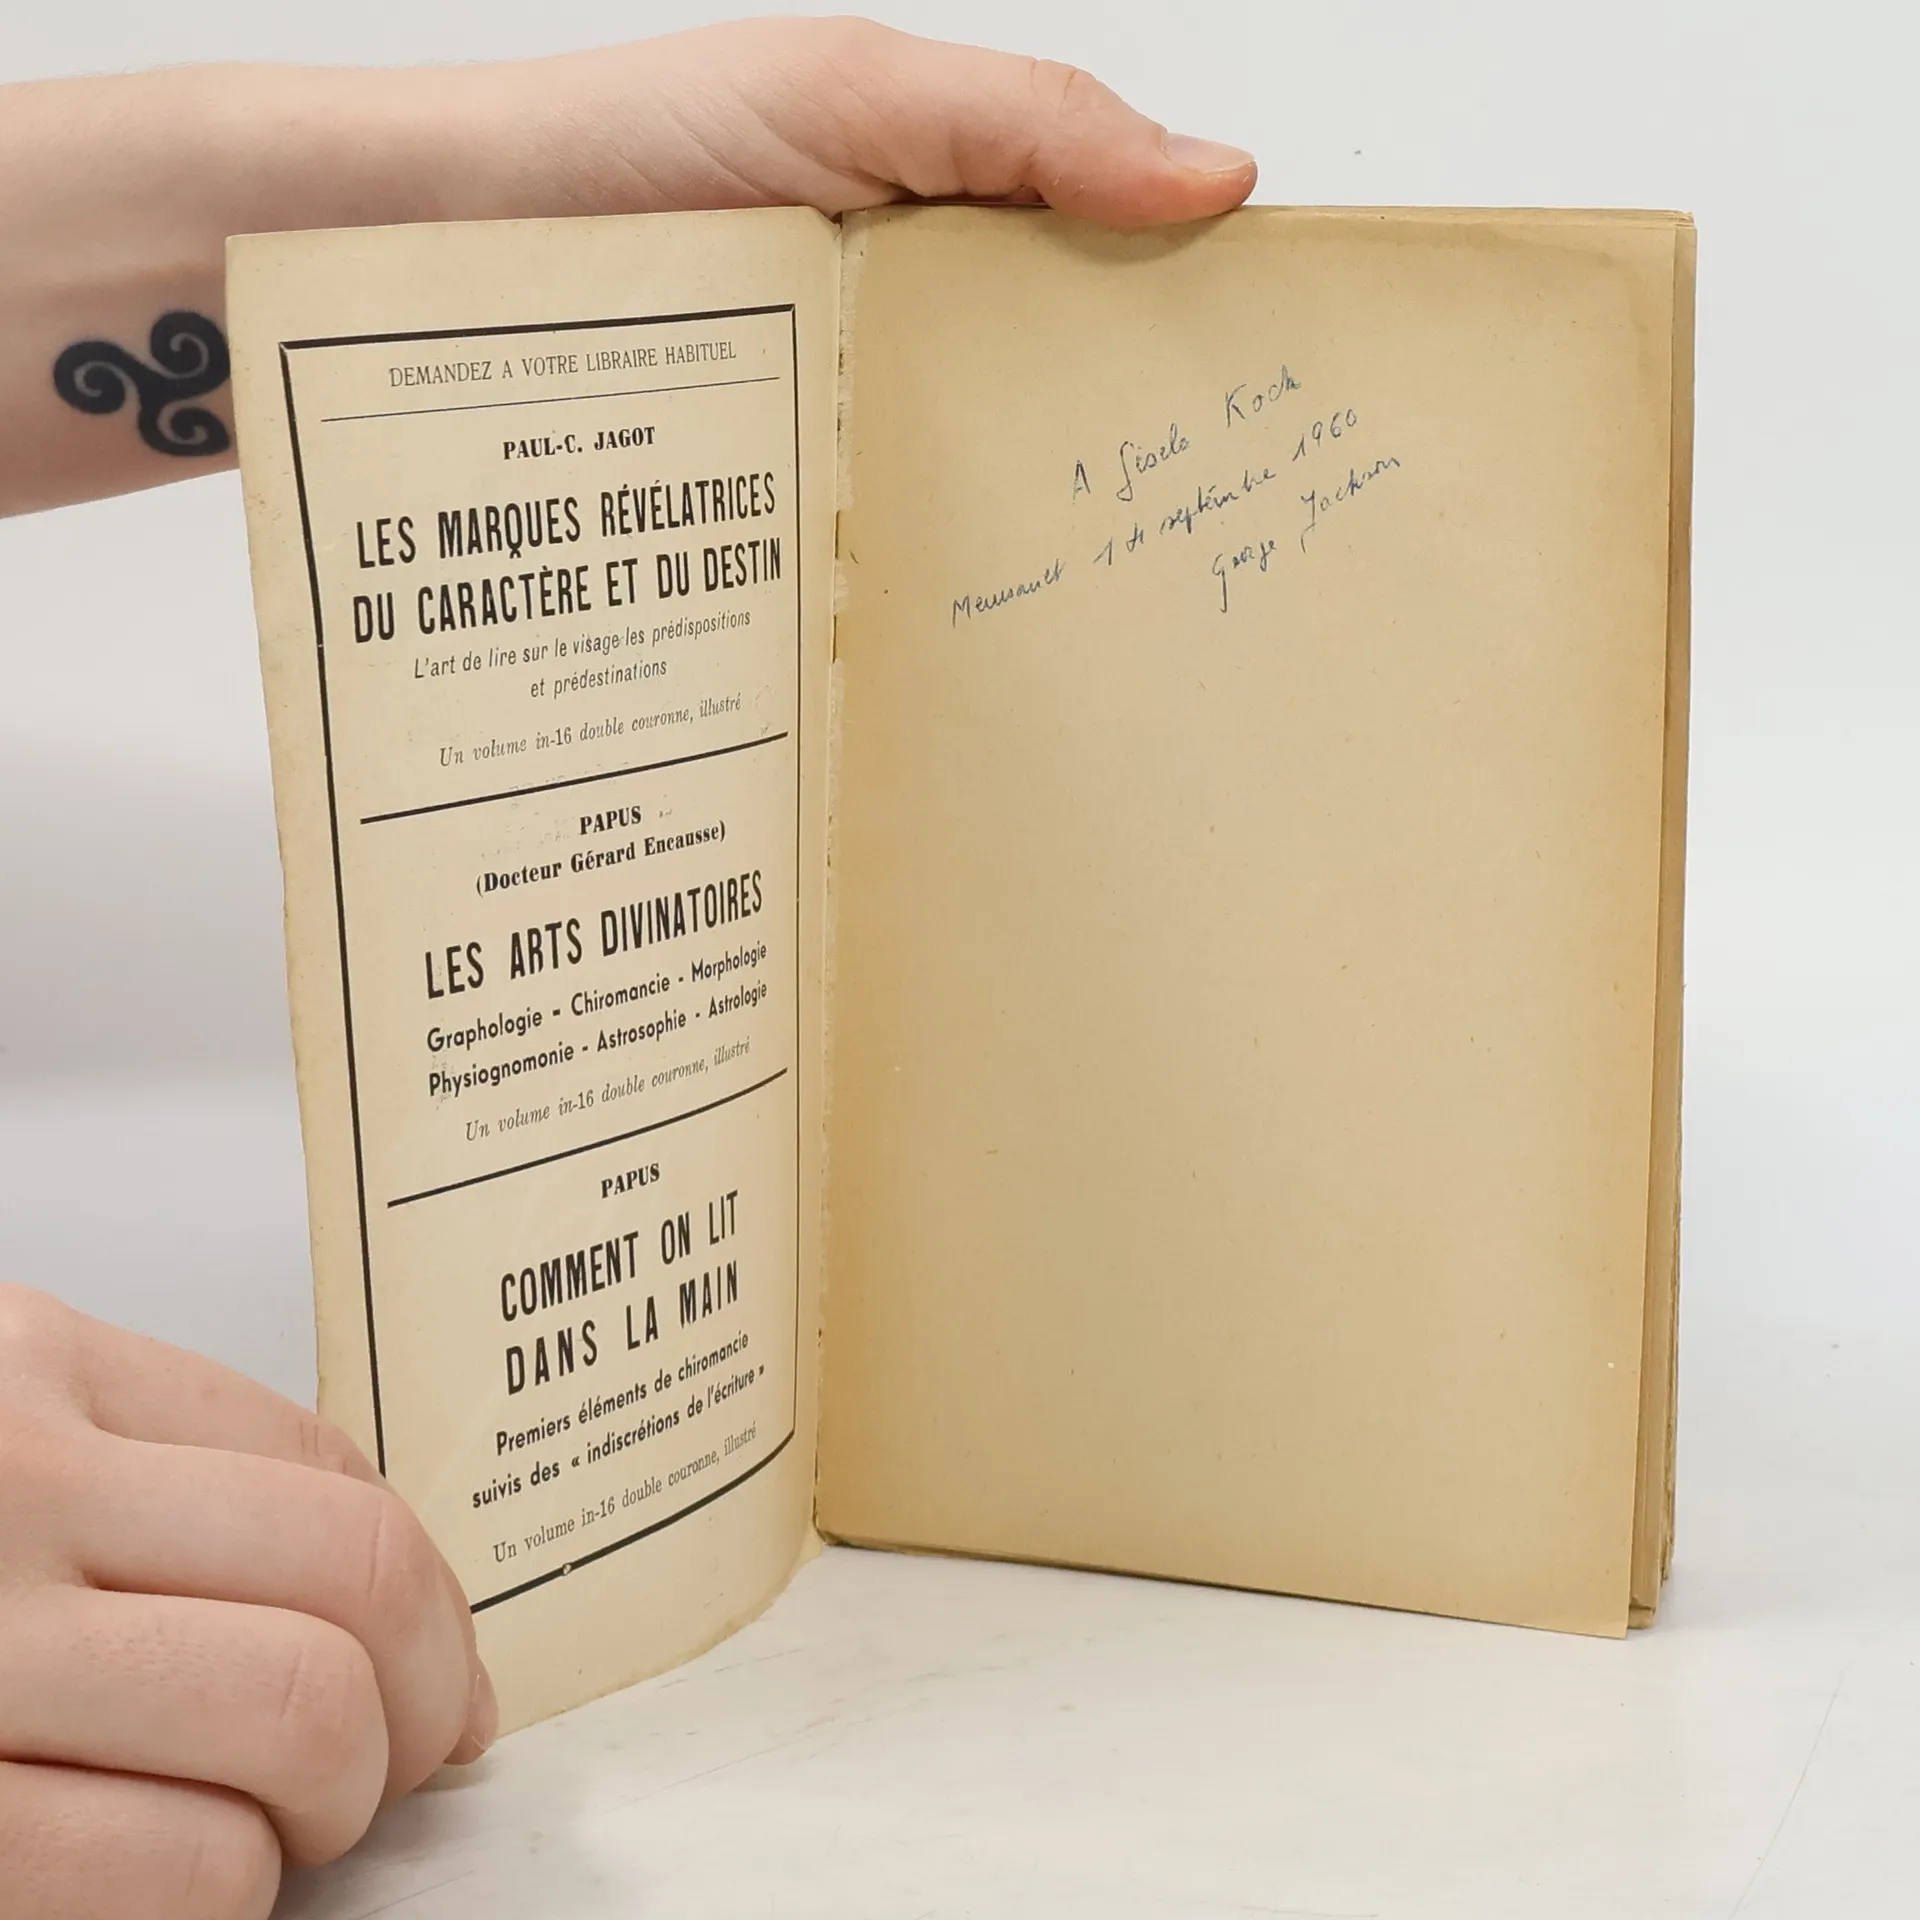 DEMANDEZ A VOTRE LIBRAIRE HABITUEL
PAUL-C. JAGOT
LES MARQUES RÉVÉLATRICES
DU CARACTÈRE ET DU DESTIN
L'art de lire sur le visage les prédispositions
et prédestinations
Un volume in-16 double couronne, illustré
PAPUS
(Docteur Gérard Encausse)
LES ARTS DIVINATOIRES
Graphologie - Chiromancie - Morphologie
Physiognomonie - Astrosophie - Astrologie
Un volume in-16 double couronne, illustré
PAPUS
COMMENT ON LIT
DANS LA MAIN
Premiers éléments de chiromancie
suivis des « indiscrétions de l'écriture »
Un volume in-16 double couronne, illustré
A Gisela Koch
septembre 1960
George Jackson